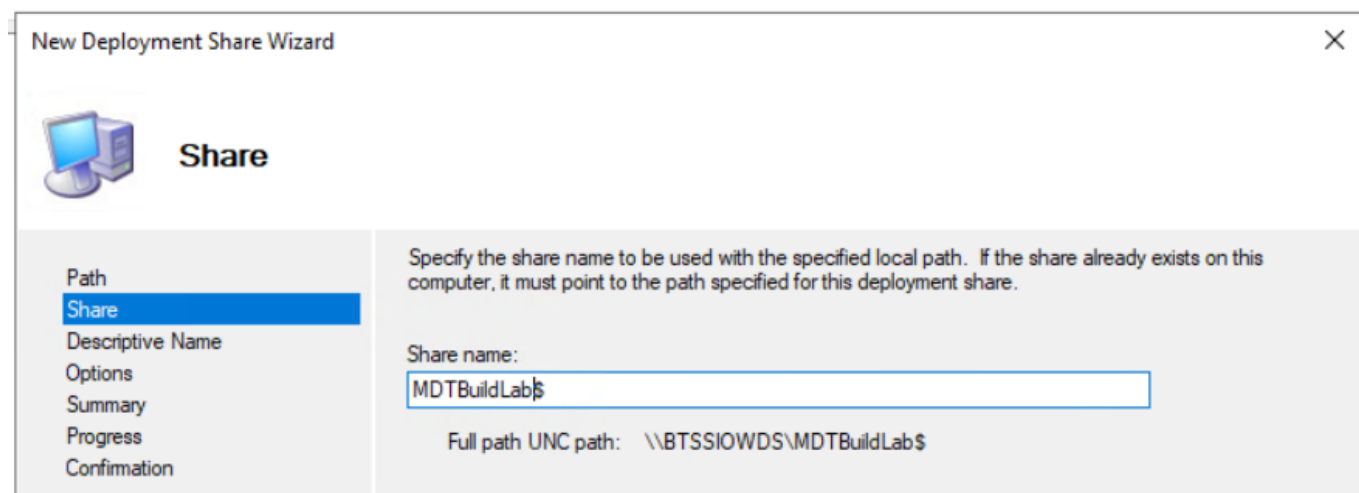 New Deployment Share Wizard
Share
Path
Share
Descriptive Name
Options
Summary
Progress
Confirmation
Specify the share name to be used with the specified local path.  If the share already exists on this
computer, it must point to the path specified for this deployment share.
Share name:
MDTBuildLab$
Full path UNC path: \\BTSSIOWDS\MDTBuildLab$